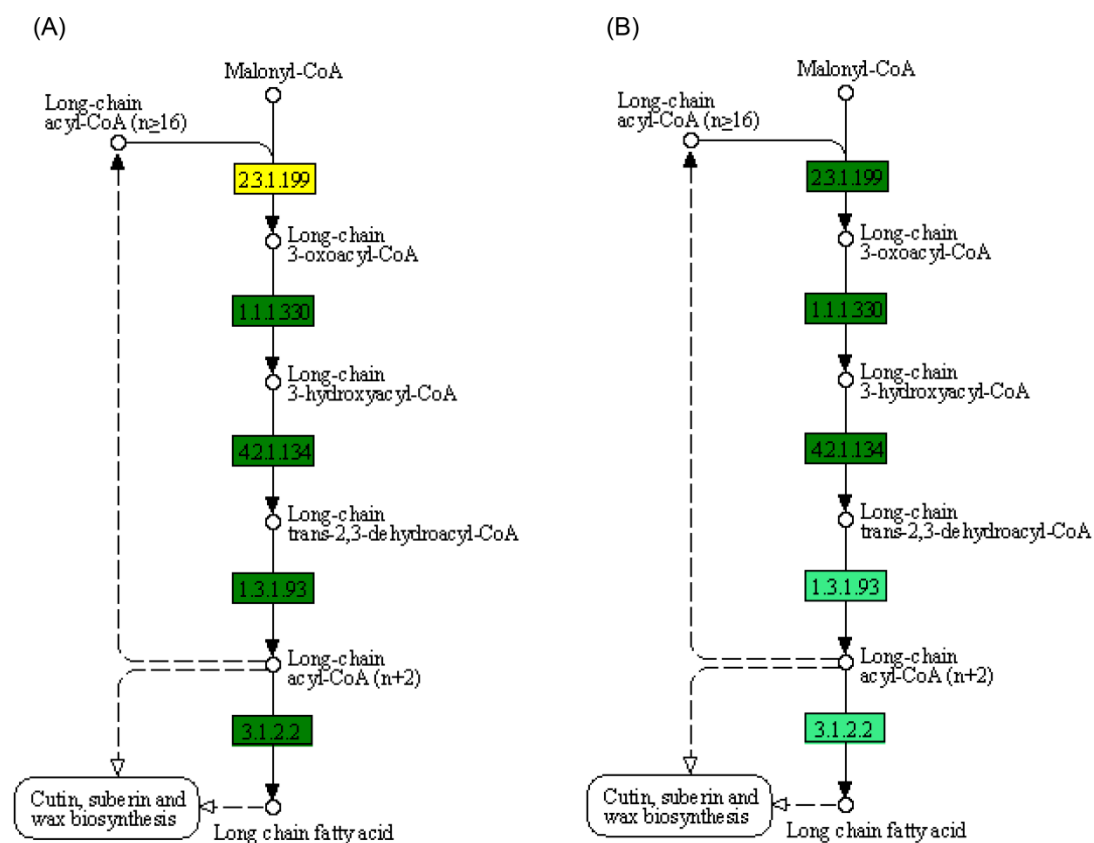 (A)
Malonyl-CoA
Long-chain
acyl-CoA (n≥16)
2.3.1.199
Long-chain
3-oxoacyl-CoA
1.1.1.330
Long-chain
3-hydroxyacyl-CoA
4.2.1.134
Long-chain
trans-2,3-dehydroacyl-CoA
1.3.1.93
Long-chain
acyl-CoA (n+2)
3.1.2.2
Cutin, suberin and
wax biosynthesis
Long chain fatty acid
(B)
Malonyl-CoA
Long-chain
acyl-CoA (n≥16)
2.3.1.199
Long-chain
3-oxoacyl-CoA
1.1.1.330
Long-chain
3-hydroxyacyl-CoA
4.2.1.134
Long-chain
trans-2,3-dehydroacyl-CoA
1.3.1.93
Long-chain
acyl-CoA (n+2)
3.1.2.2
Cutin, suberin and
wax biosynthesis
Long chain fatty acid